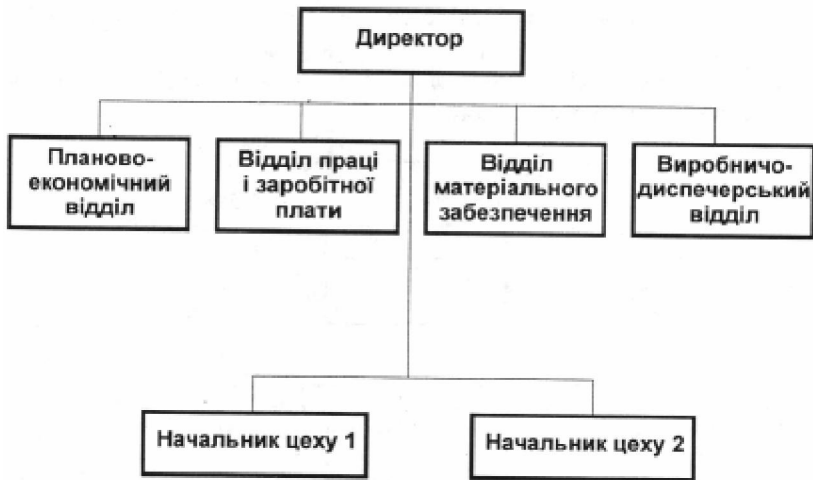 Директор
Планово-
економічний
відділ
Відділ праці
і заробітної
плати
Відділ
матеріального
забезпечення
Виробничо-
диспечерський
відділ
Начальник цеху 1
Начальник цеху 2